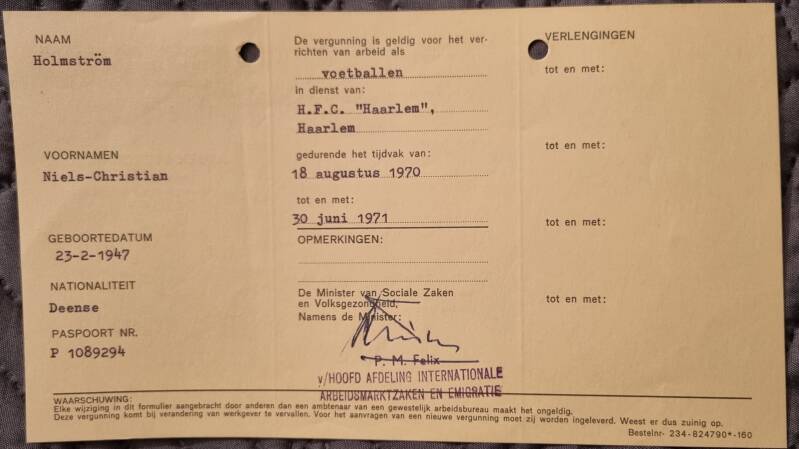 NAAM
Holmström
VOORNAMEN
Niels-Christian
GEBOORTEDATUM
23-2-1947
NATIONALITEIT
Deense
PASPOORT NR.
P 1089294
De vergunning is geldig voor het ver-
richten van arbeid als
voetballen
in dienst van:
H.F.C. "Haarlem",
Haarlem
gedurende het tijdvak van:
18 augustus 1970
tot en met:
30 juni 1971
OPMERKINGEN:
De Minister van Sociale Zaken
en Volksgezondheid,
Namens de Minister:
P. M. Felix
v/HOOFD AFDELING INTERNATIONALE
ARBEIDSMARKTZAKEN EN EMIGRATIE
VERLENGINGEN
tot en met:
tot en met:
tot en met:
tot en met:
WAARSCHUWING:
Elke wijziging in dit formulier aangebracht door anderen dan een ambtenaar van een gewestelijk arbeidsbureau maakt het ongeldig.
Deze vergunning komt bij verandering van werkgever te vervallen. Voor het aanvragen van een nieuwe vergunning moet zij worden ingeleverd. Weest er dus zuinig op.
Bestelnr- 234-824790*-160